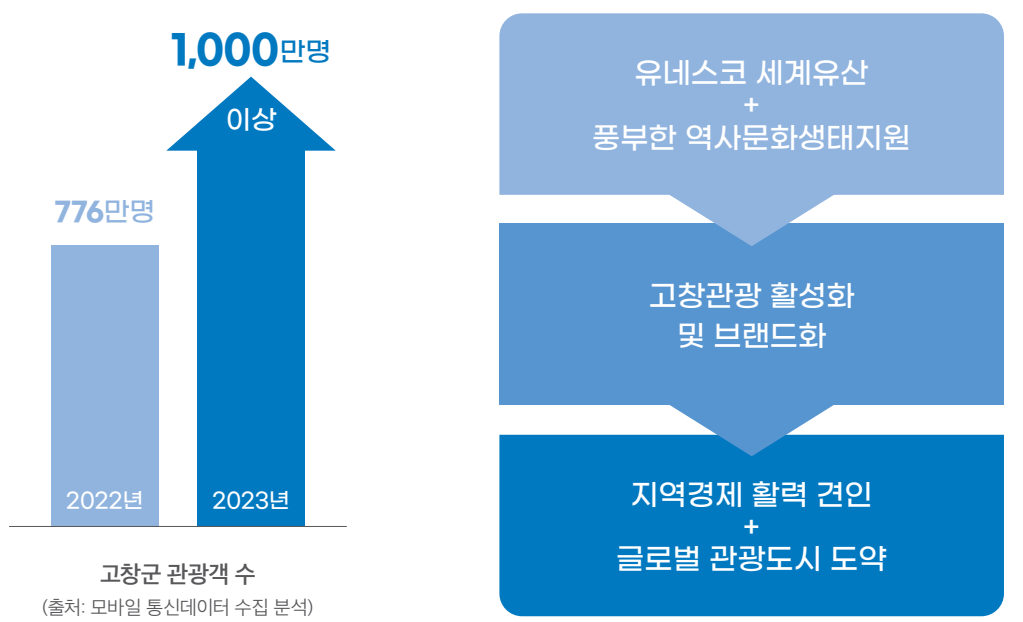 1,000만명
이상
776만명
2022년
2023년
고창군 관광객 수
(출처: 모바일 통신데이터 수집 분석)
유네스코 세계유산
+
풍부한 역사문화생태지원
고창관광 활성화
및 브랜드화
지역경제 활력 견인
+
글로벌 관광도시 도약